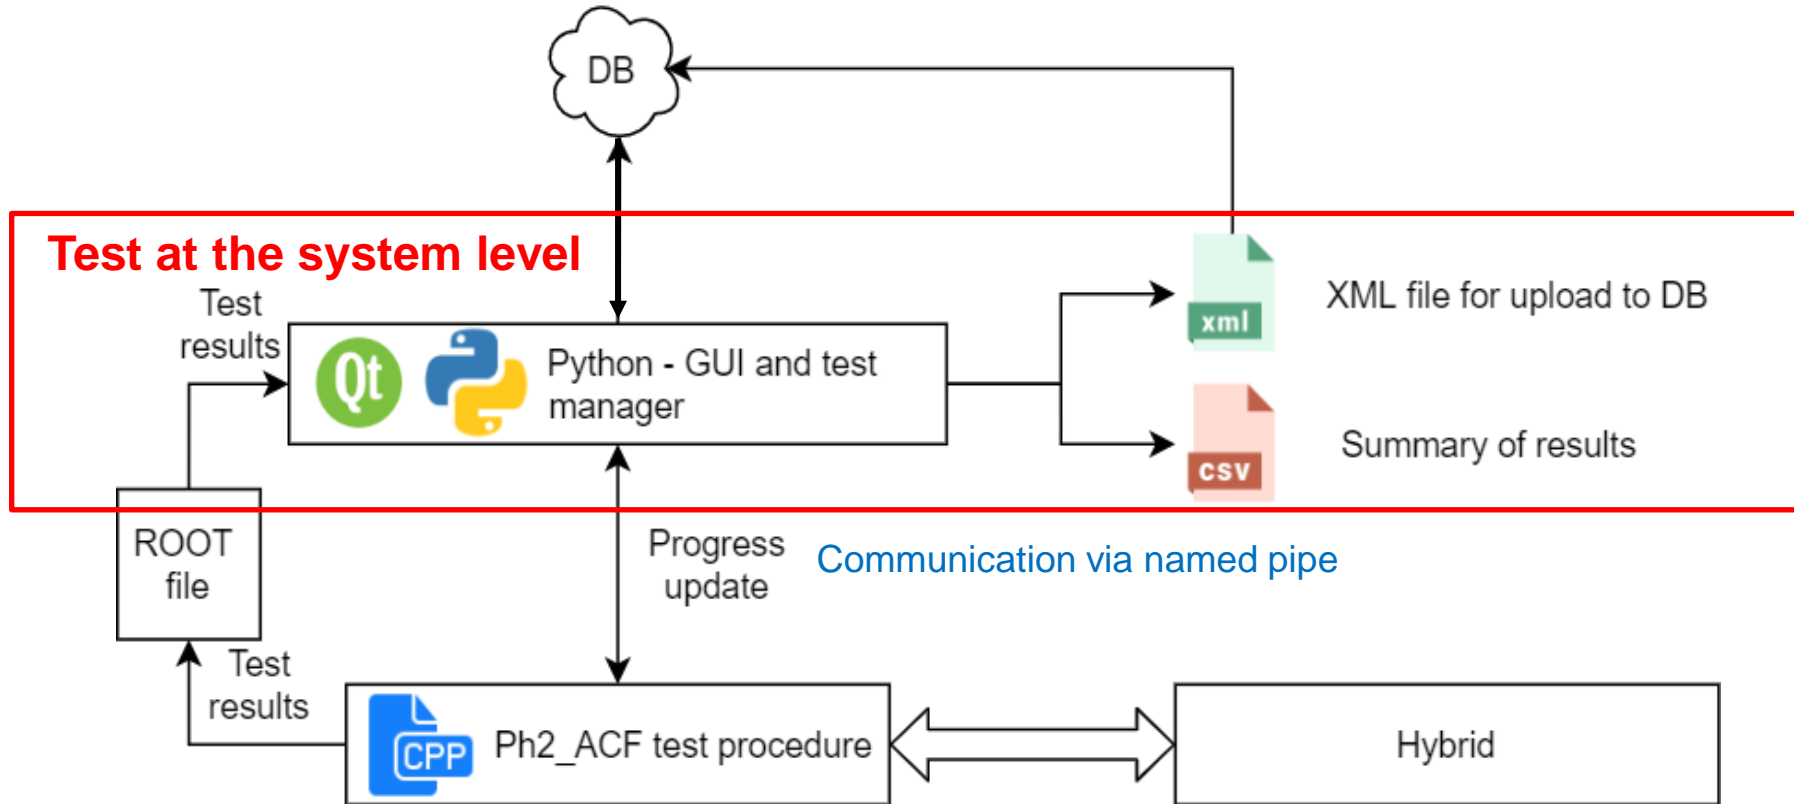 DB
Test at the system level
Test
results
Qt
Python - GUI and test
manager
xml
XML file for upload to DB
csv
Summary of results
ROOT
file
Progress
update
Communication via named pipe
Test
results
CPP
Ph2_ACF test procedure
Hybrid